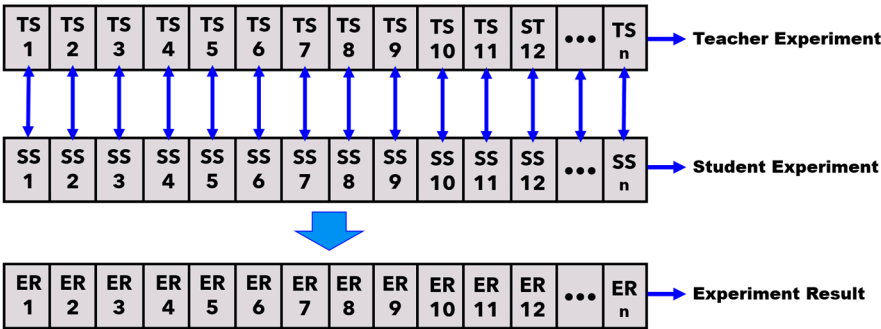 TS TS TS TS TS TS TS TS TS TS TS ST ••• TS
1 2 3 4 5 6 7 8 9 10 11 12 n
Teacher Experiment
SS SS SS SS SS SS SS SS SS SS SS SS ••• SS
1 2 3 4 5 6 7 8 9 10 11 12 n
Student Experiment
ER ER ER ER ER ER ER ER ER ER ER ER ••• ER
1 2 3 4 5 6 7 8 9 10 11 12 n
Experiment Result